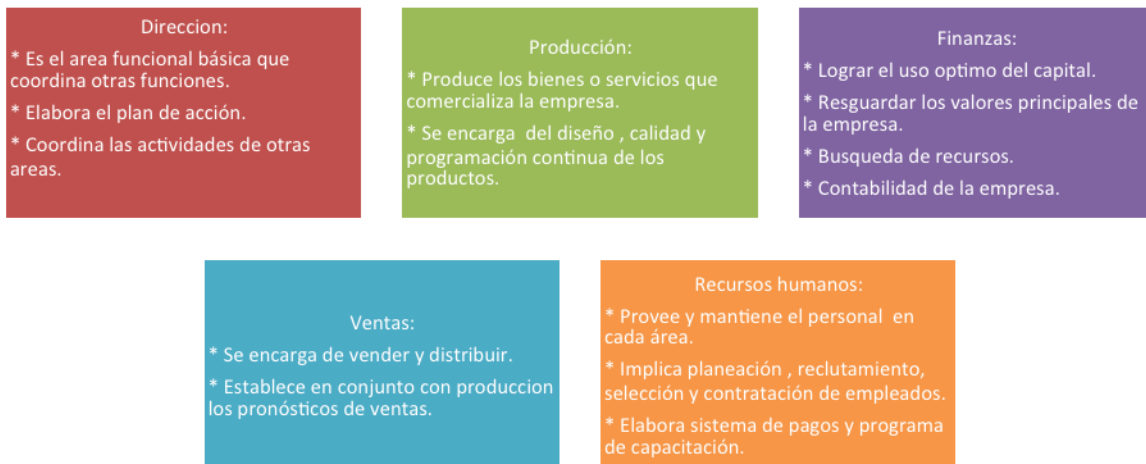 Direccion:
* Es el area funcional básica que
coordina otras funciones.
* Elabora el plan de acción.
* Coordina las actividades de otras
areas.
Producción:
* Produce los bienes o servicios que
comercializa la empresa.
* Se encarga  del diseño , calidad y
programación continua de los
productos.
Finanzas:
* Lograr el uso optimo del capital.
* Resguardar los valores principales de
la empresa.
* Busqueda de recursos.
* Contabilidad de la empresa.
Ventas:
* Se encarga de vender y distribuir.
* Establece en conjunto con produccion
los pronósticos de ventas.
Recursos humanos:
* Provee y mantiene el personal  en
cada área.
* Implica planeación , reclutamiento,
selección y contratación de empleados.
* Elabora sistema de pagos y programa
de capacitación.